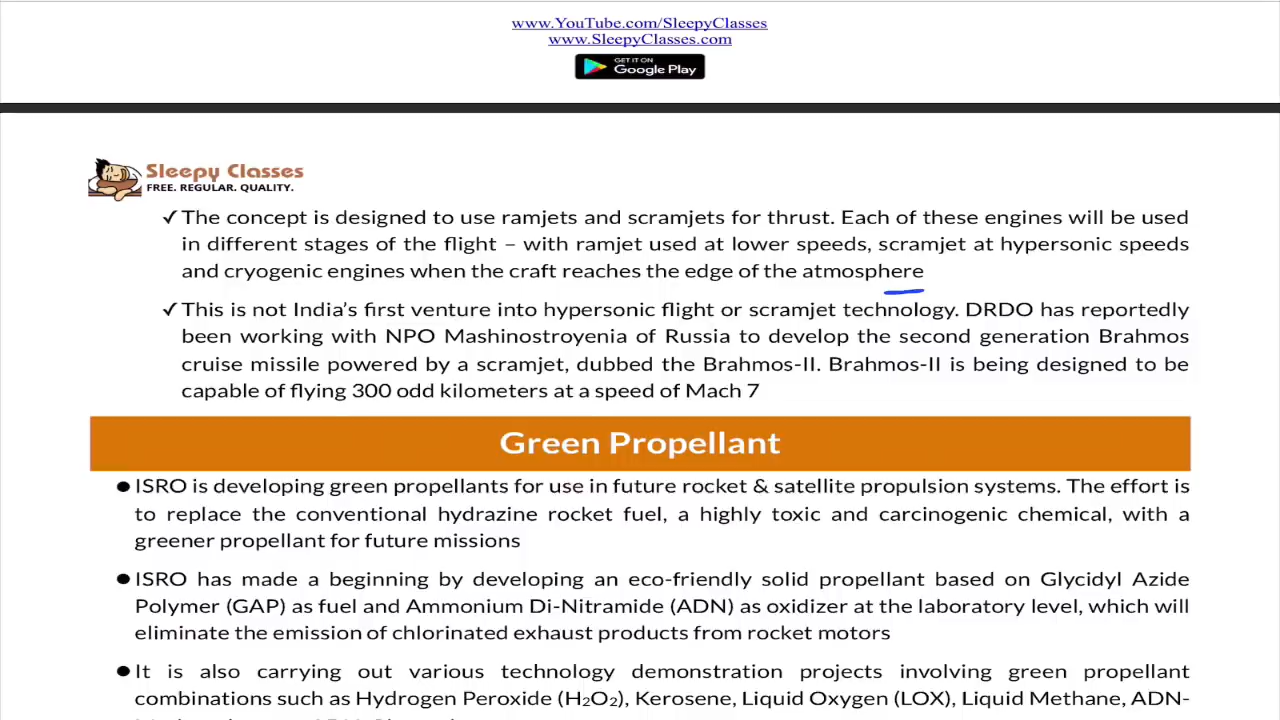 www.YouTube.com/SleepyClasses
www.SleepyClasses.com
GET IT ON
Google Play
Sleepy Classes
FREE. REGULAR. QUALITY.
✓ The concept is designed to use ramjets and scramjets for thrust. Each of these engines will be used
in different stages of the flight – with ramjet used at lower speeds, scramjet at hypersonic speeds
and cryogenic engines when the craft reaches the edge of the atmosphere
✓ This is not India's first venture into hypersonic flight or scramjet technology. DRDO has reportedly
been working with NPO Mashinostroyenia of Russia to develop the second generation Brahmos
cruise missile powered by a scramjet, dubbed the Brahmos-II. Brahmos-II is being designed to be
capable of flying 300 odd kilometers at a speed of Mach 7
Green Propellant
● ISRO is developing green propellants for use in future rocket & satellite propulsion systems. The effort is
to replace the conventional hydrazine rocket fuel, a highly toxic and carcinogenic chemical, with a
greener propellant for future missions
● ISRO has made a beginning by developing an eco-friendly solid propellant based on Glycidyl Azide
Polymer (GAP) as fuel and Ammonium Di-Nitramide (ADN) as oxidizer at the laboratory level, which will
eliminate the emission of chlorinated exhaust products from rocket motors
● It is also carrying out various technology demonstration projects involving green propellant
combinations such as Hydrogen Peroxide (H₂O₂), Kerosene, Liquid Oxygen (LOX), Liquid Methane, ADN-